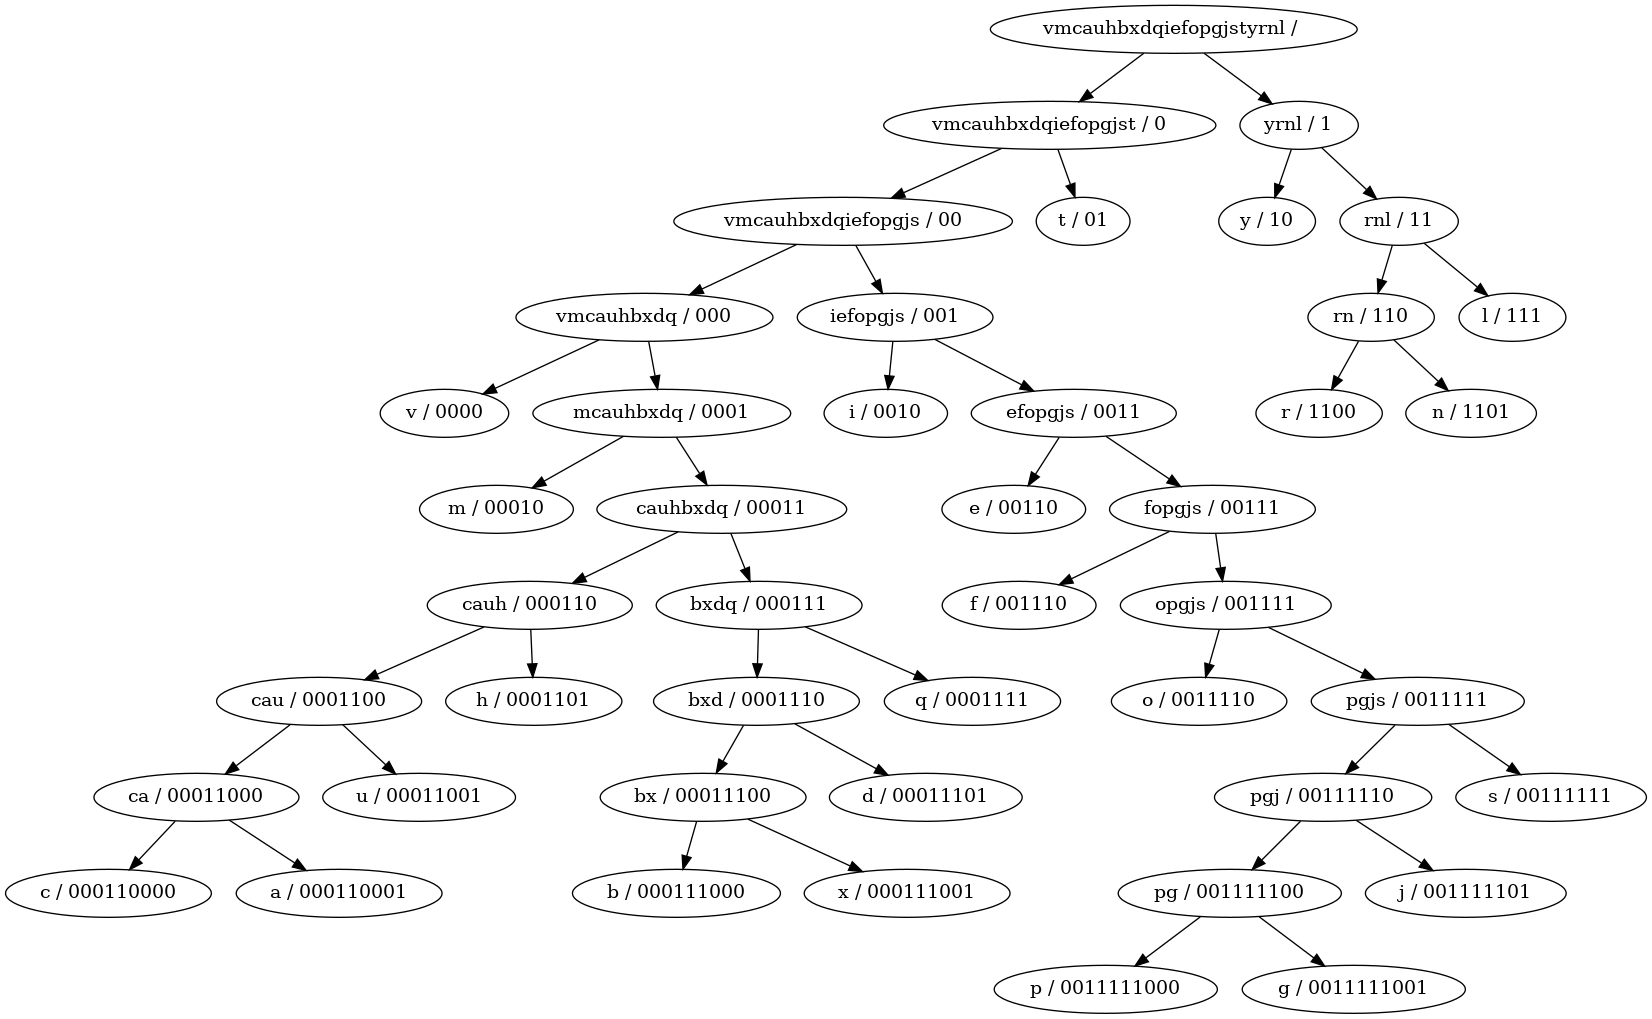 vmcauhbxdqiefopgjstyrnl /
vmcauhbxdqiefopgjst / 0
yrnl / 1
vmcauhbxdqiefopgjs / 00
t / 01
y / 10
rnl / 11
vmcauhbxdq / 000
iefopgjs / 001
rn / 110
l / 111
v / 0000
mcauhbxdq / 0001
i / 0010
efopgjs / 0011
r / 1100
n / 1101
m / 00010
cauhbxdq / 00011
e / 00110
fopgjs / 00111
cauh / 000110
bxdq / 000111
f / 001110
opgjs / 001111
cau / 0001100
h / 0001101
bxd / 0001110
q / 0001111
o / 0011110
pgjs / 0011111
ca / 00011000
u / 00011001
bx / 00011100
d / 00011101
pgj / 00111110
s / 00111111
c / 000110000
a / 000110001
b / 000111000
x / 000111001
pg / 001111100
j / 001111101
p / 0011111000
g / 0011111001